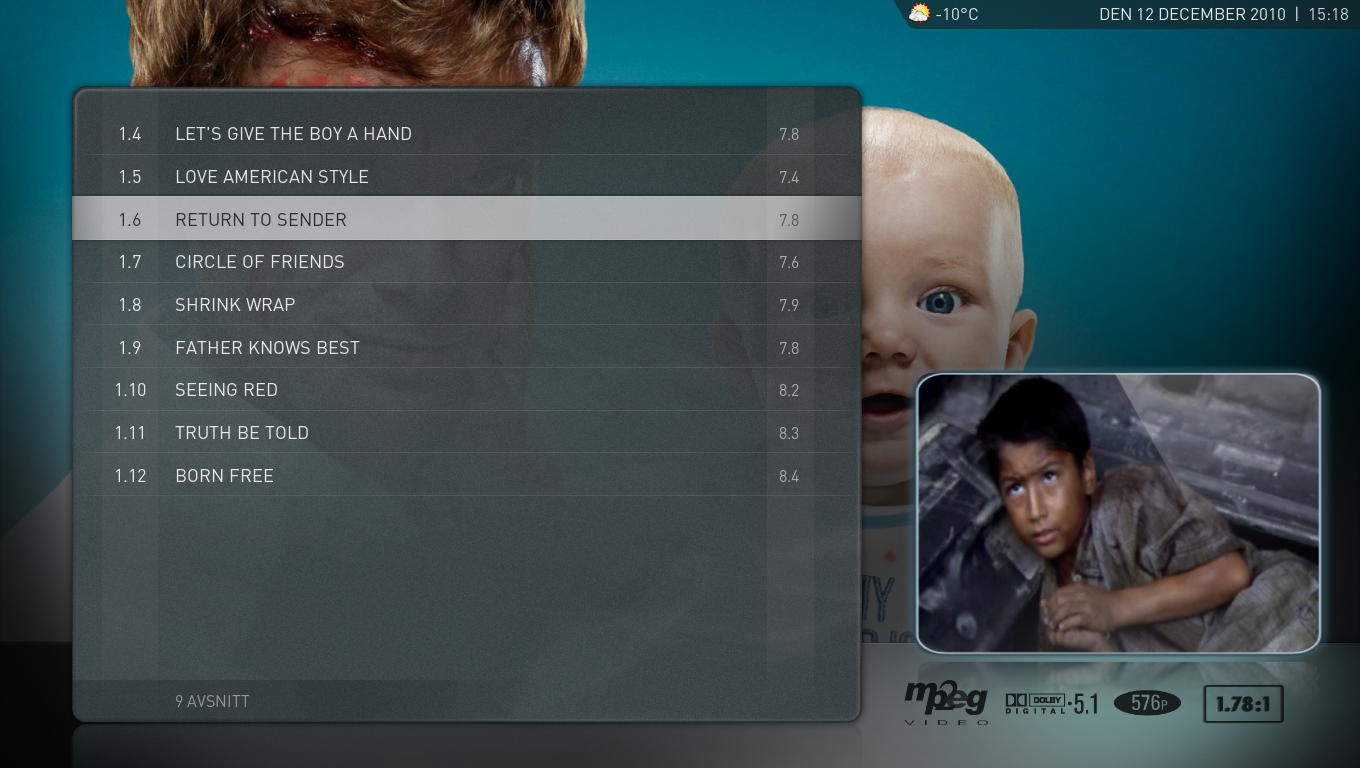 -10°C DEN 12 DECEMBER 2010 | 15:18
1.4 LET'S GIVE THE BOY A HAND 7.8
1.5 LOVE AMERICAN STYLE 7.4
1.6 RETURN TO SENDER 7.8
1.7 CIRCLE OF FRIENDS 7.6
1.8 SHRINK WRAP 7.9
1.9 FATHER KNOWS BEST 7.8
1.10 SEEING RED 8.2
1.11 TRUTH BE TOLD 8.3
1.12 BORN FREE 8.4
9 AVSNITT
mpeg2 VIDEO
DOLBY DIGITAL 5.1
576P
1.78:1